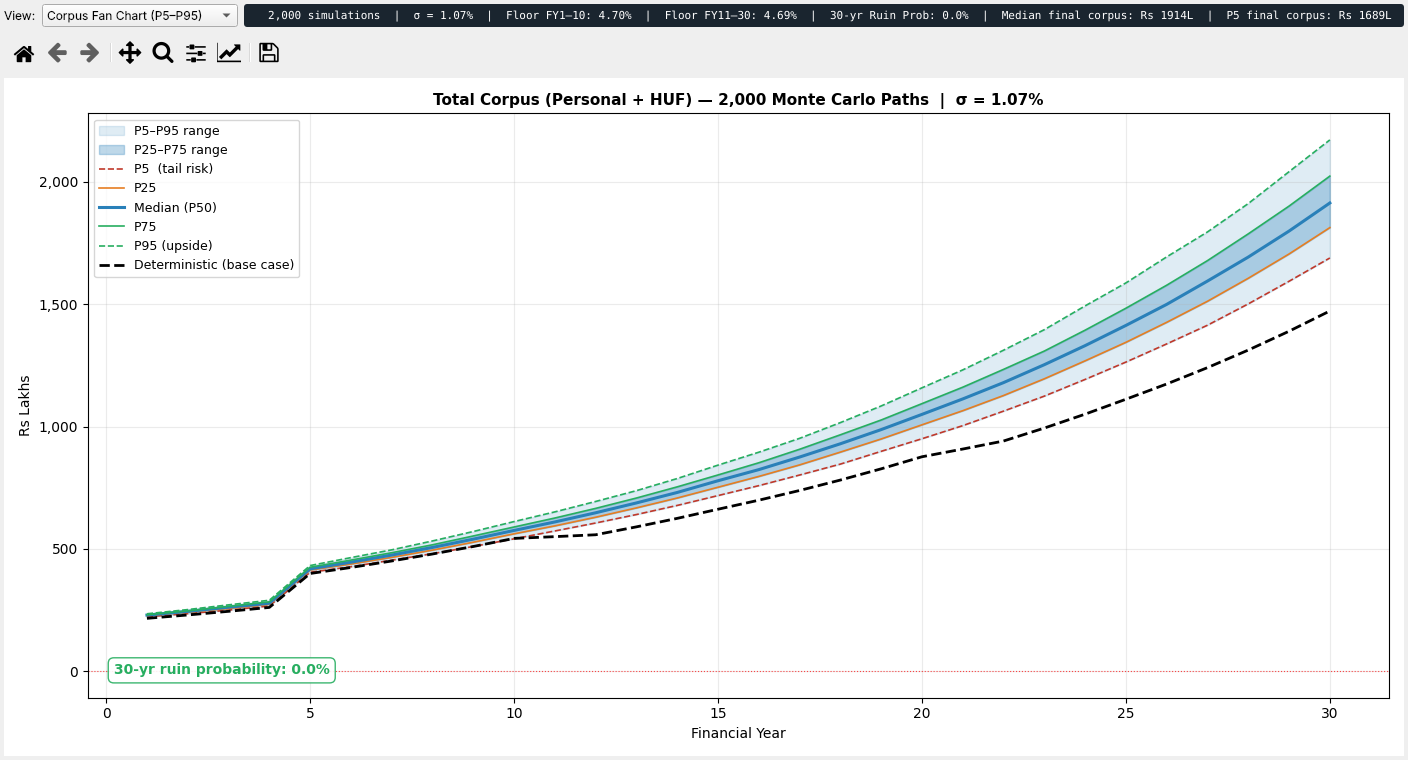 View: Corpus Fan Chart (P5–P95) 2,000 simulations | σ = 1.07% | Floor FY1–10: 4.70% | Floor FY11–30: 4.69% | 30-yr Ruin Prob: 0.0% | Median final corpus: Rs 1914L | P5 final corpus: Rs 1689L
Total Corpus (Personal + HUF) — 2,000 Monte Carlo Paths | σ = 1.07%
P5–P95 range
P25–P75 range
P5 (tail risk)
P25
Median (P50)
P75
P95 (upside)
Deterministic (base case)
Rs Lakhs
2,000
1,500
1,000
500
0
30-yr ruin probability: 0.0%
0 5 10 15 20 25 30
Financial Year